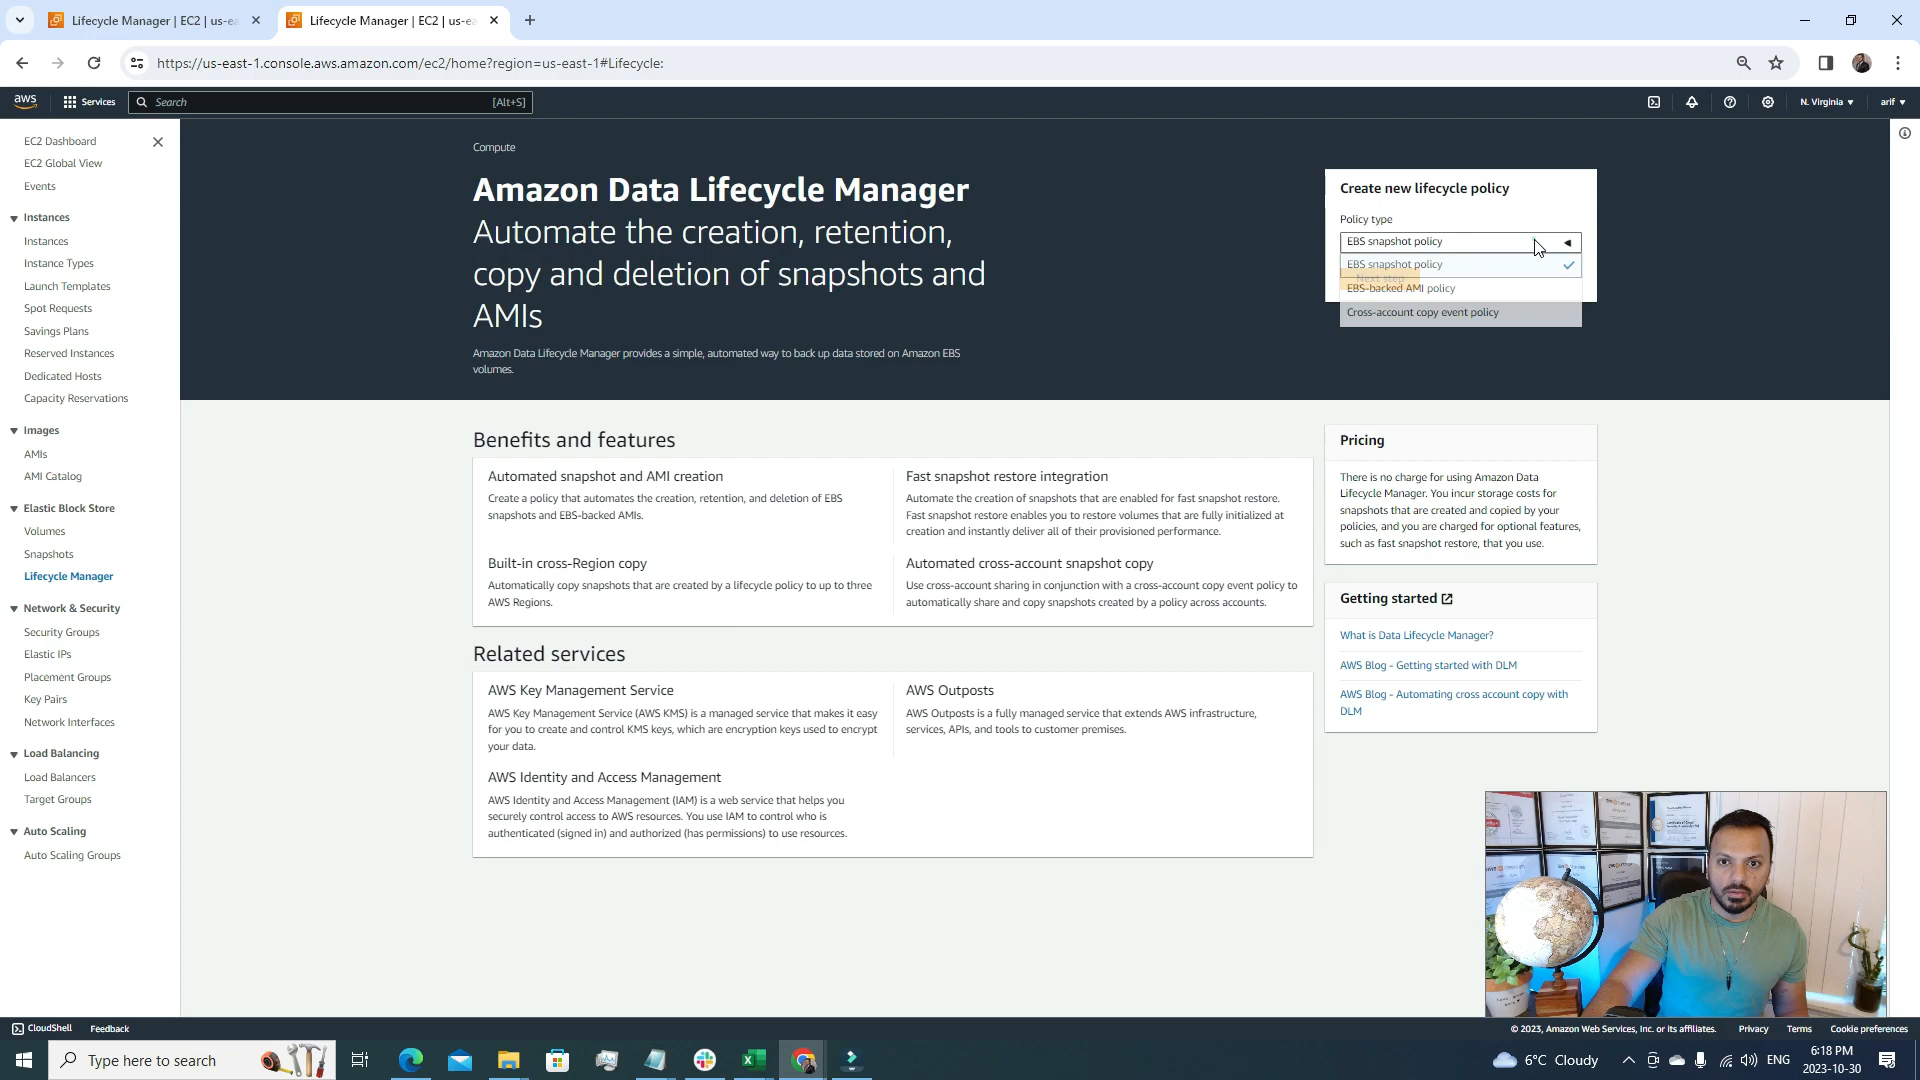 Lifecycle Manager | EC2 | us-ea
Lifecycle Manager | EC2 | us-ea
https://us-east-1.console.aws.amazon.com/ec2/home?region=us-east-1#Lifecycle:
aws
Services
Search
[Alt+S]
N. Virginia
arif
EC2 Dashboard
EC2 Global View
Events
Instances
Instances
Instance Types
Launch Templates
Spot Requests
Savings Plans
Reserved Instances
Dedicated Hosts
Capacity Reservations
Images
AMIs
AMI Catalog
Elastic Block Store
Volumes
Snapshots
Lifecycle Manager
Network & Security
Security Groups
Elastic IPs
Placement Groups
Key Pairs
Network Interfaces
Load Balancing
Load Balancers
Target Groups
Auto Scaling
Auto Scaling Groups
Compute
Amazon Data Lifecycle Manager
Automate the creation, retention,
copy and deletion of snapshots and
AMIs
Amazon Data Lifecycle Manager provides a simple, automated way to back up data stored on Amazon EBS
volumes.
Create new lifecycle policy
Policy type
EBS snapshot policy
EBS snapshot policy
Next step
EBS-backed AMI policy
Cross-account copy event policy
Benefits and features
Automated snapshot and AMI creation
Create a policy that automates the creation, retention, and deletion of EBS
snapshots and EBS-backed AMIs.
Fast snapshot restore integration
Automate the creation of snapshots that are enabled for fast snapshot restore.
Fast snapshot restore enables you to restore volumes that are fully initialized at
creation and instantly deliver all of their provisioned performance.
Built-in cross-Region copy
Automatically copy snapshots that are created by a lifecycle policy to up to three
AWS Regions.
Automated cross-account snapshot copy
Use cross-account sharing in conjunction with a cross-account copy event policy to
automatically share and copy snapshots created by a policy across accounts.
Related services
AWS Key Management Service
AWS Key Management Service (AWS KMS) is a managed service that makes it easy
for you to create and control KMS keys, which are encryption keys used to encrypt
your data.
AWS Outposts
AWS Outposts is a fully managed service that extends AWS infrastructure,
services, APIs, and tools to customer premises.
AWS Identity and Access Management
AWS Identity and Access Management (IAM) is a web service that helps you
securely control access to AWS resources. You use IAM to control who is
authenticated (signed in) and authorized (has permissions) to use resources.
Pricing
There is no charge for using Amazon Data
Lifecycle Manager. You incur storage costs for
snapshots that are created and copied by your
policies, and you are charged for optional features,
such as fast snapshot restore, that you use.
Getting started
What is Data Lifecycle Manager?
AWS Blog - Getting started with DLM
AWS Blog - Automating cross account copy with
DLM
CloudShell
Feedback
© 2023, Amazon Web Services, Inc. or its affiliates.
Privacy
Terms
Cookie preferences
Type here to search
6°C Cloudy
ENG
6:18 PM
2023-10-30